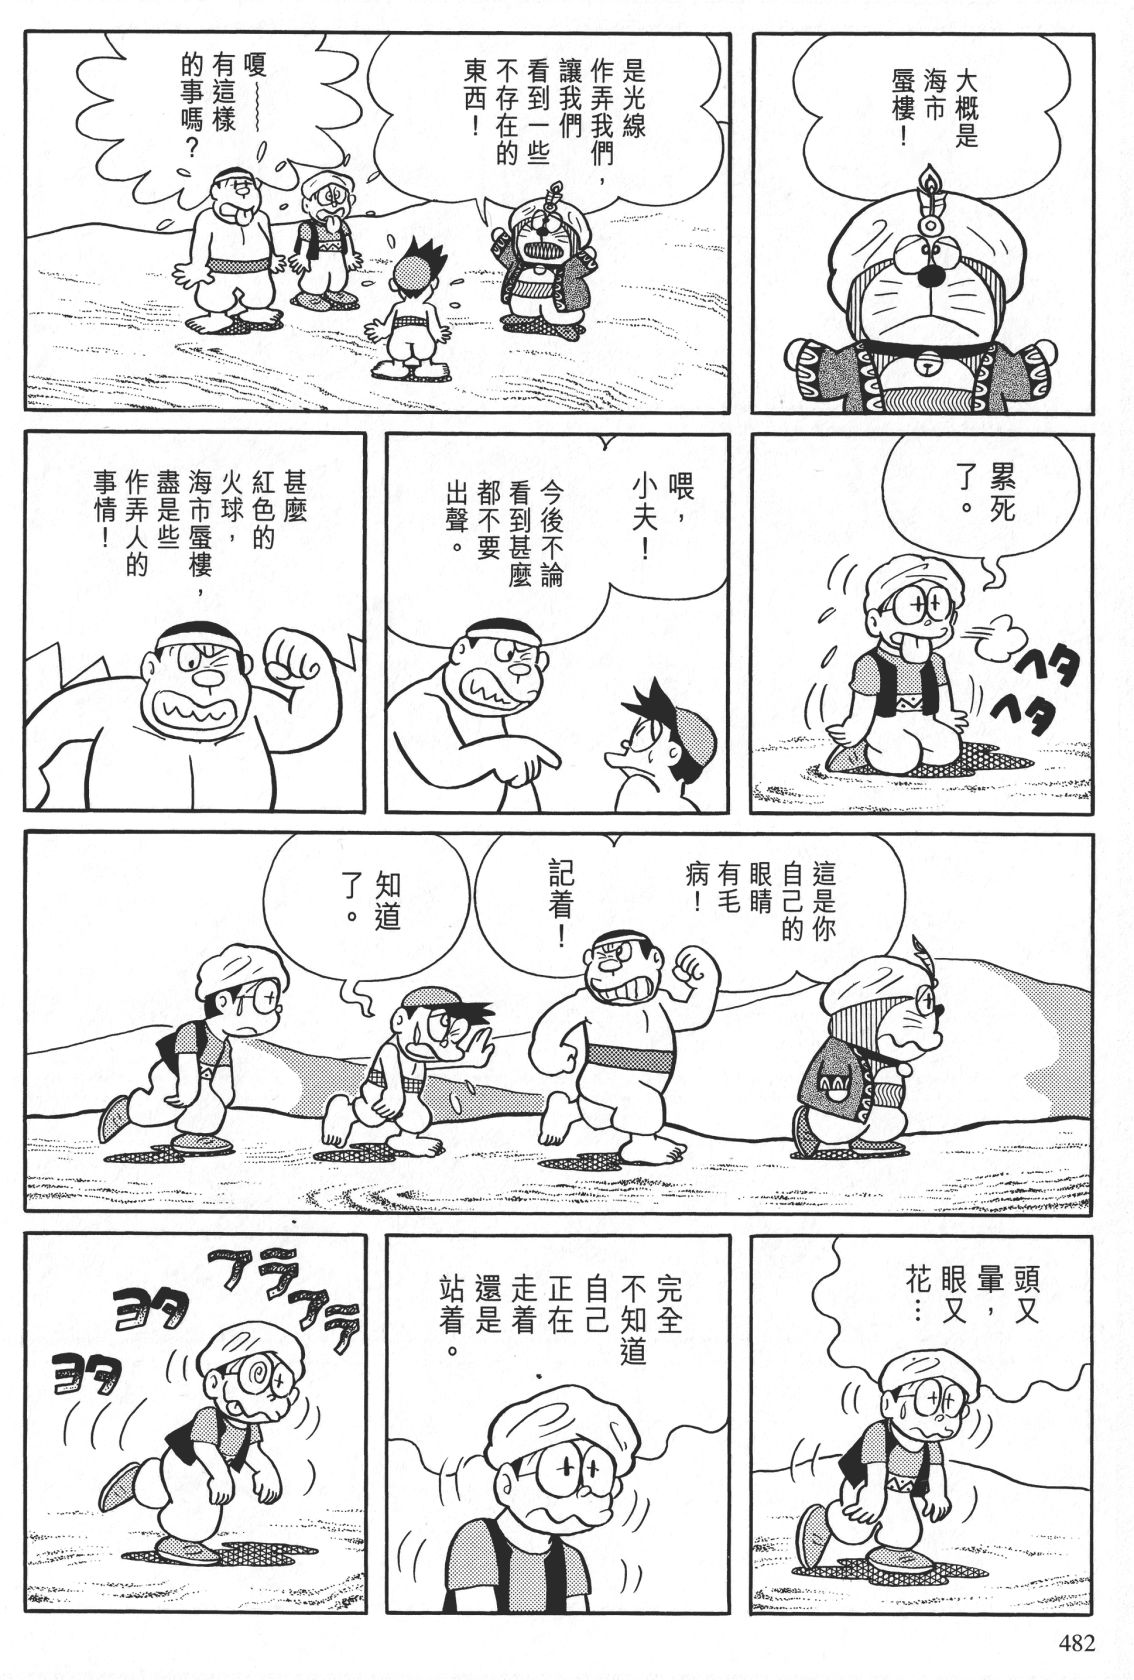 大概是
海市
蜃樓！
是光線
作弄我們，
讓我們
看到一些
不存在的
東西！
嗄～～
有這樣
的事嗎？
累死
了。
ヘタ
ヘタ
喂，
小夫！
今後不論
看到甚麼
都不要
出聲。
甚麼
紅色的
火球，
海市蜃樓，
盡是些
作弄人的
事情！
這是你
自己的
眼睛
有毛
病！
記着！
知道
了。
頭又
暈，
眼又
花…
完全
不知道
自己
正在
走着
還是
站着。
フラ
フラ
ヨタ
ヨタ
482